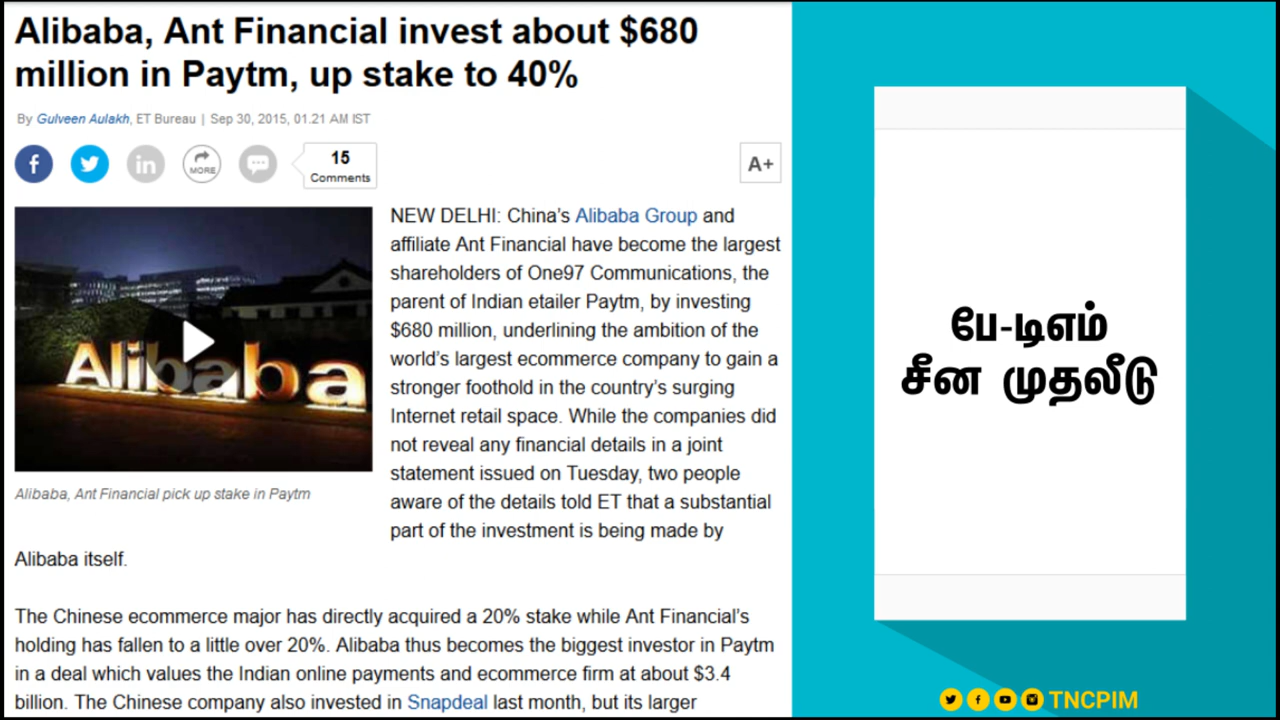 Alibaba, Ant Financial invest about $680
million in Paytm, up stake to 40%
By Gulveen Aulakh, ET Bureau | Sep 30, 2015, 01.21 AM IST
f
in
MORE
15
Comments
A+
Alibaba
Alibaba, Ant Financial pick up stake in Paytm
NEW DELHI: China's Alibaba Group and
affiliate Ant Financial have become the largest
shareholders of One97 Communications, the
parent of Indian etailer Paytm, by investing
$680 million, underlining the ambition of the
world's largest ecommerce company to gain a
stronger foothold in the country's surging
Internet retail space. While the companies did
not reveal any financial details in a joint
statement issued on Tuesday, two people
aware of the details told ET that a substantial
part of the investment is being made by
Alibaba itself.
The Chinese ecommerce major has directly acquired a 20% stake while Ant Financial's
holding has fallen to a little over 20%. Alibaba thus becomes the biggest investor in Paytm
in a deal which values the Indian online payments and ecommerce firm at about $3.4
billion. The Chinese company also invested in Snapdeal last month, but its larger
பே-டிஎம்
சீன முதலீடு
TNCPIM